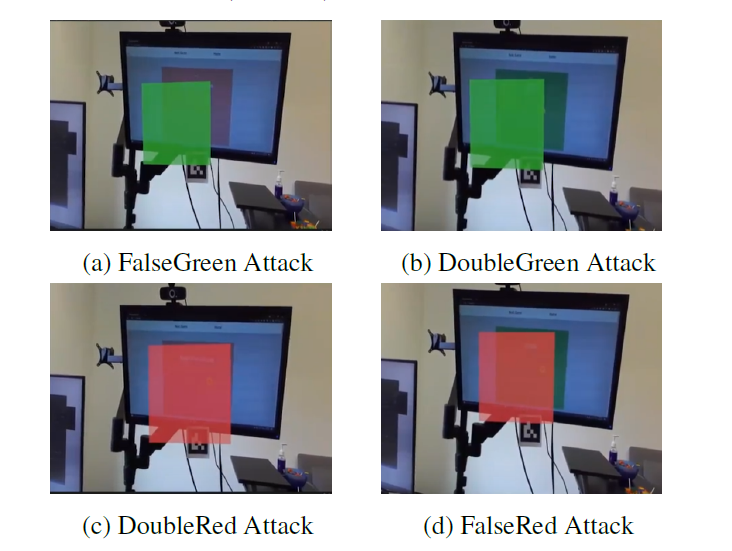 (a) FalseGreen Attack
(b) DoubleGreen Attack
(c) DoubleRed Attack
(d) FalseRed Attack